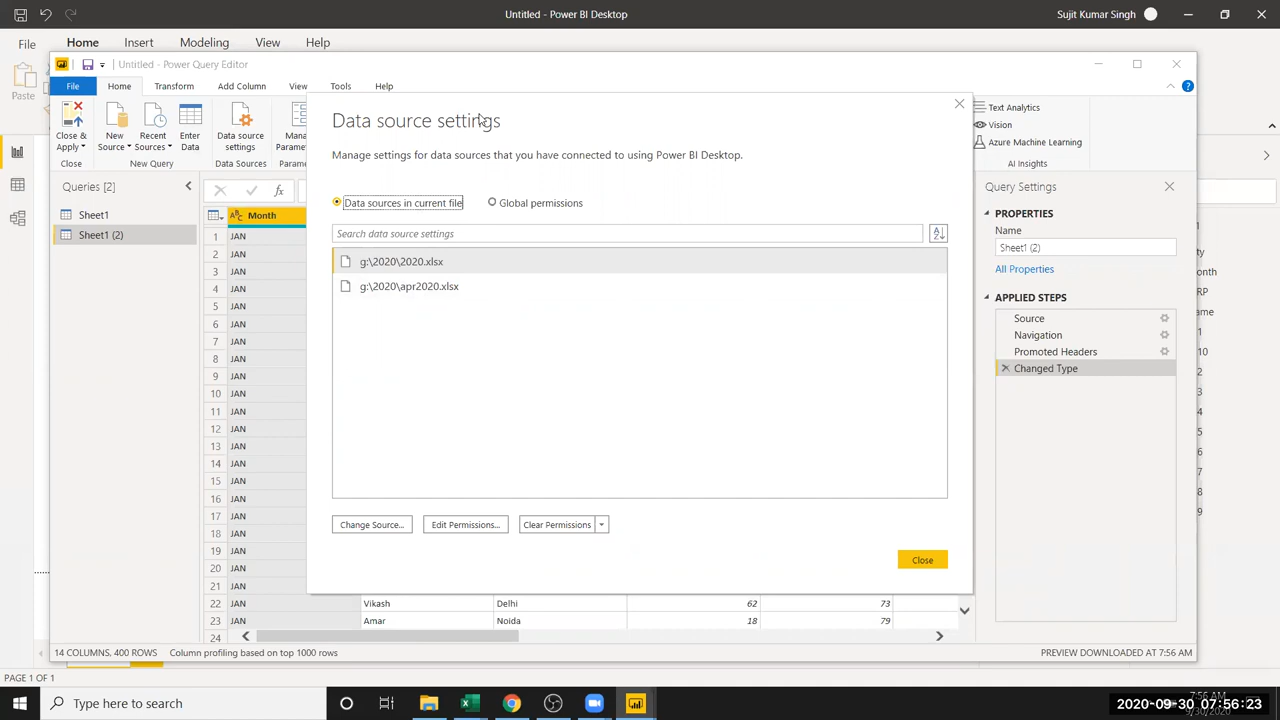 Untitled - Power BI Desktop
Sujit Kumar Singh
File Home Insert Modeling View Help
Untitled - Power Query Editor
File Home Transform Add Column View Tools Help
Paste
Close & Apply
New Source
Recent Sources
Enter Data
Data source settings
Mana
Parameť
Close
New Query
Data Sources
Parame
Text Analytics
Vision
Azure Machine Learning
AI Insights
Data source settings
Manage settings for data sources that you have connected to using Power BI Desktop.
Data sources in current file
Global permissions
Search data source settings
g:\2020\2020.xlsx
g:\2020\apr2020.xlsx
Change Source...
Edit Permissions...
Clear Permissions
Close
Queries [2]
Sheet1
Sheet1 (2)
fx
Month
1 JAN
2 JAN
3 JAN
4 JAN
5 JAN
6 JAN
7 JAN
8 JAN
9 JAN
10 JAN
11 JAN
12 JAN
13 JAN
14 JAN
15 JAN
16 JAN
17 JAN
18 JAN
19 JAN
20 JAN
21 JAN
22 JAN Vikash Delhi 62 73
23 JAN Amar Noida 18 79
24
Query Settings
PROPERTIES
Name
Sheet1 (2)
All Properties
APPLIED STEPS
Source
Navigation
Promoted Headers
Changed Type
14 COLUMNS, 400 ROWS
Column profiling based on top 1000 rows
PREVIEW DOWNLOADED AT 7:56 AM
PAGE 1 OF 1
Type here to search
2020-09-30 07:56:23